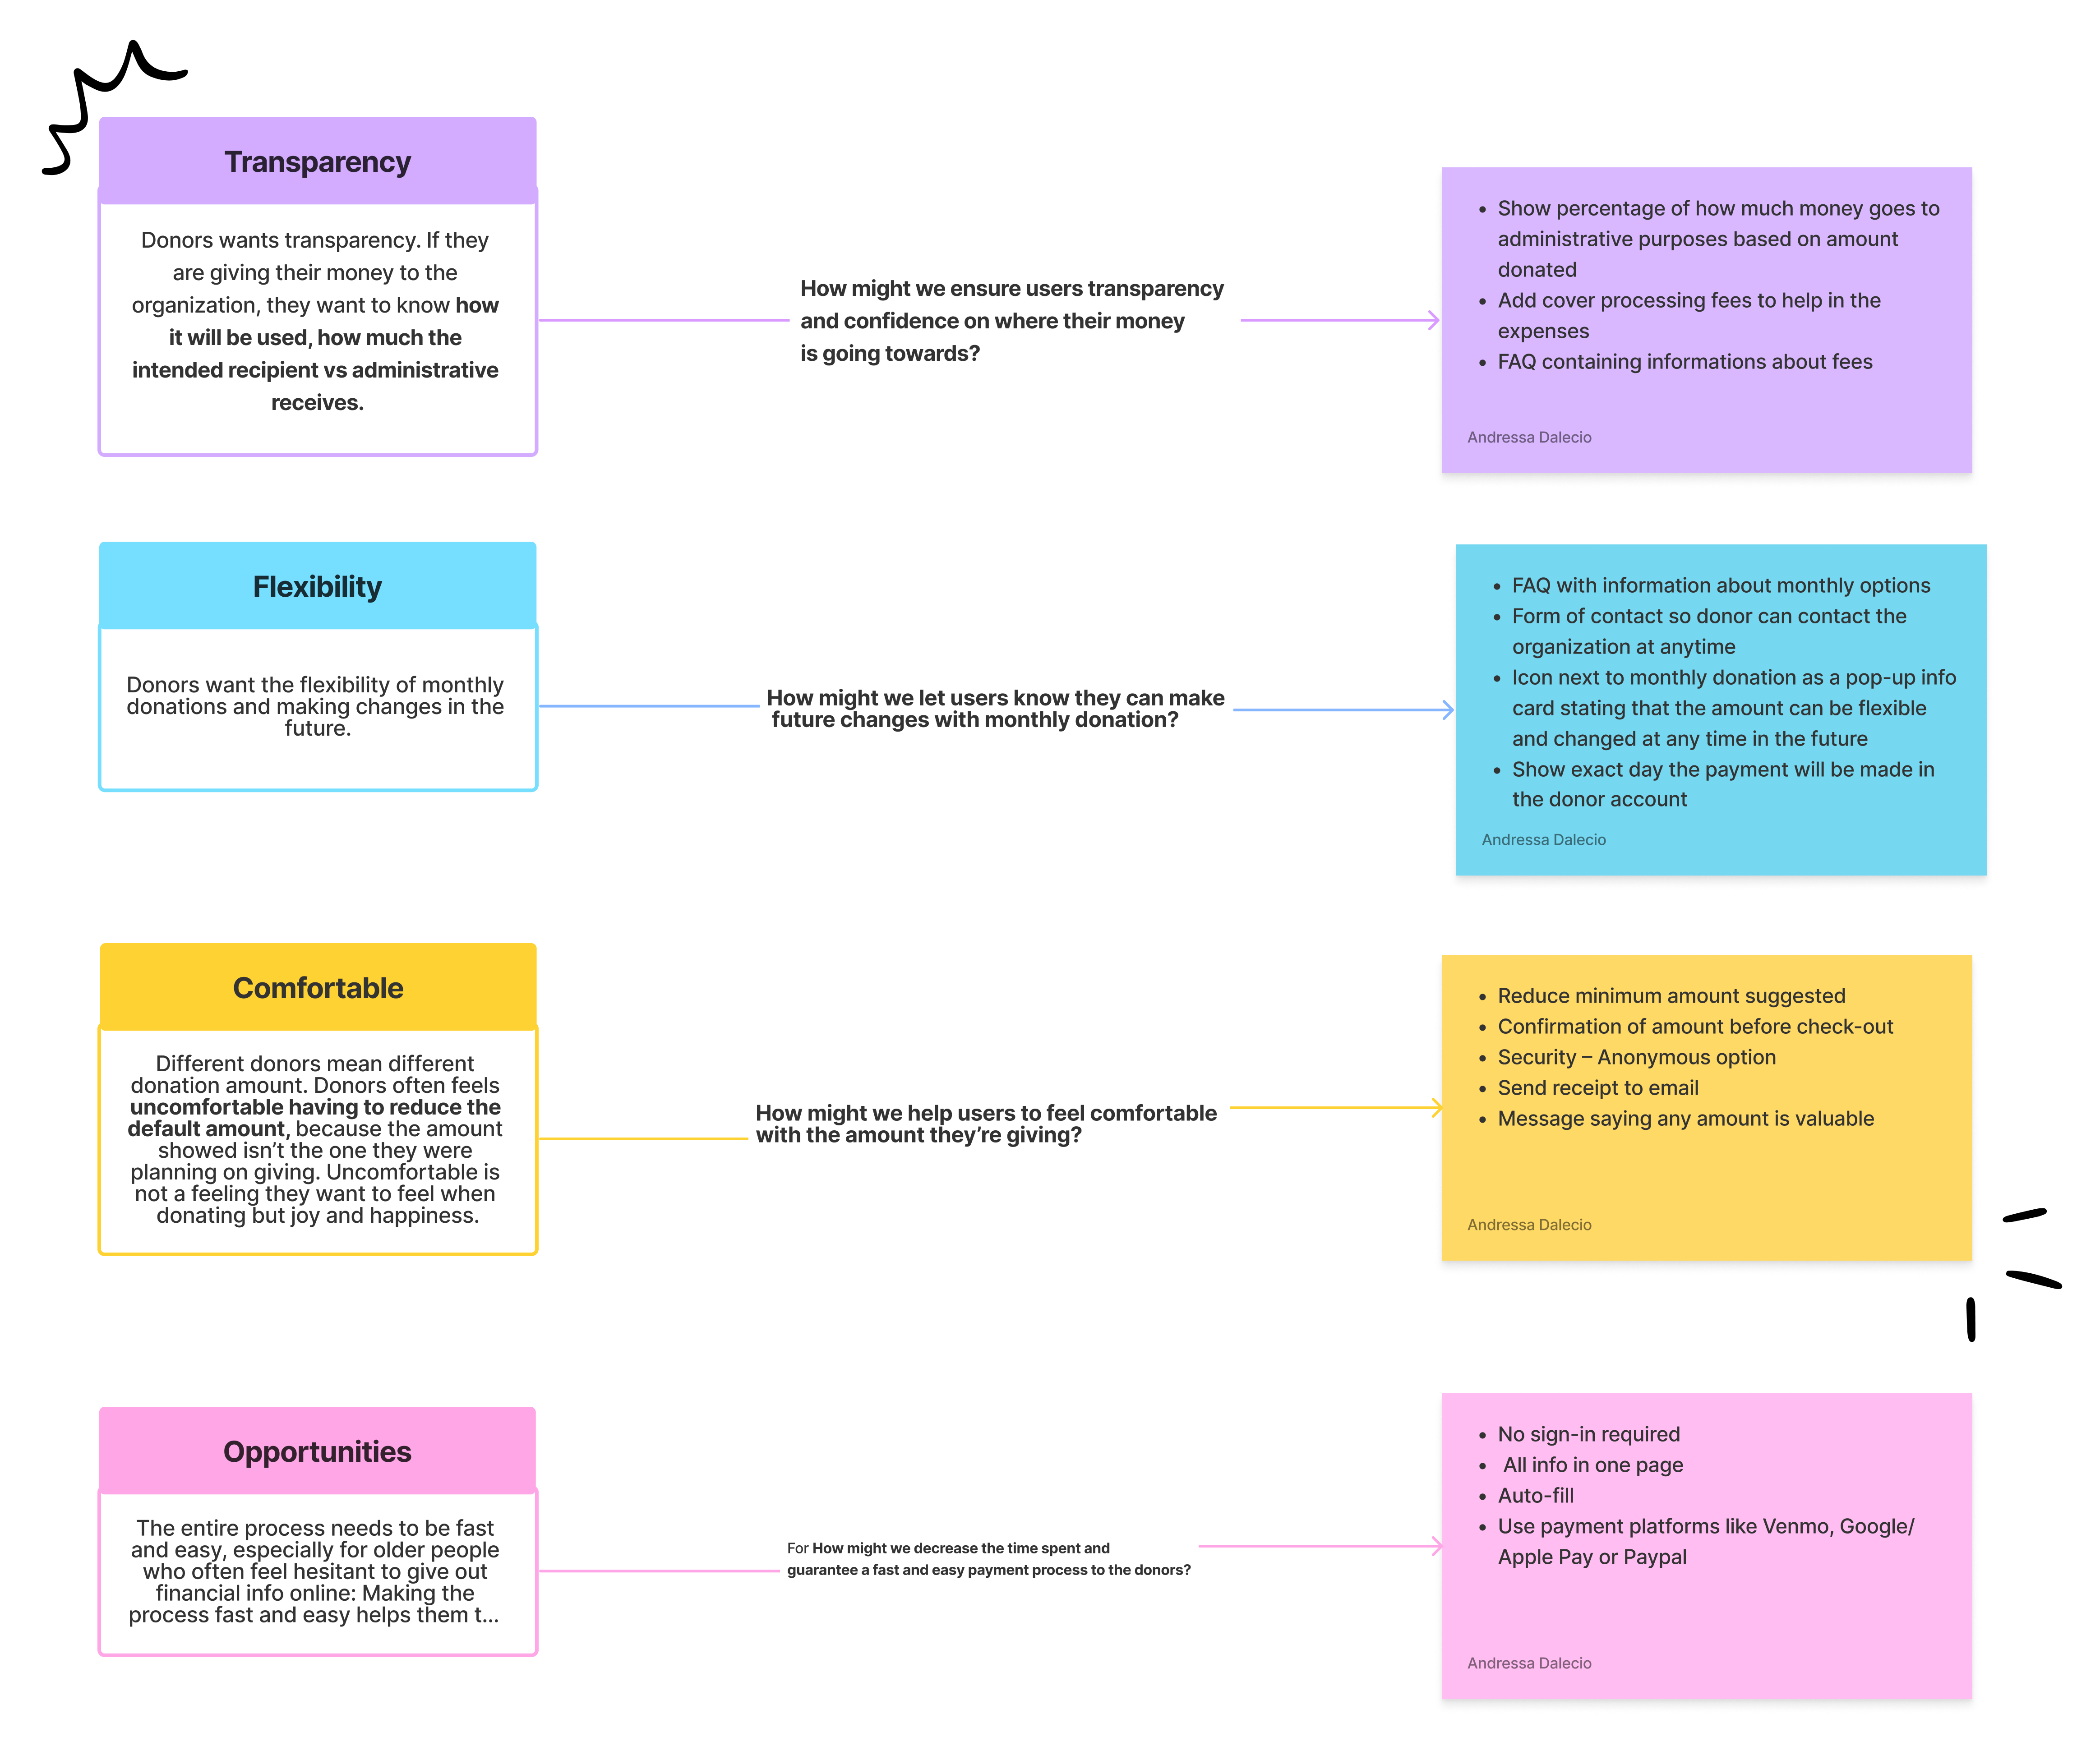 Transparency
Donors wants transparency. If they
are giving their money to the
organization, they want to know how
it will be used, how much the
intended recipient vs administrative
receives.
How might we ensure users transparency
and confidence on where their money
is going towards?
• Show percentage of how much money goes to
administrative purposes based on amount
donated
• Add cover processing fees to help in the
expenses
• FAQ containing informations about fees
Andressa Dalecio
Flexibility
Donors want the flexibility of monthly
donations and making changes in the
future.
How might we let users know they can make
future changes with monthly donation?
• FAQ with information about monthly options
• Form of contact so donor can contact the
organization at anytime
• Icon next to monthly donation as a pop-up info
card stating that the amount can be flexible
and changed at any time in the future
• Show exact day the payment will be made in
the donor account
Andressa Dalecio
Comfortable
Different donors mean different
donation amount. Donors often feels
uncomfortable having to reduce the
default amount, because the amount
showed isn’t the one they were
planning on giving. Uncomfortable is
not a feeling they want to feel when
donating but joy and happiness.
How might we help users to feel comfortable
with the amount they’re giving?
• Reduce minimum amount suggested
• Confirmation of amount before check-out
• Security – Anonymous option
• Send receipt to email
• Message saying any amount is valuable
Andressa Dalecio
Opportunities
The entire process needs to be fast
and easy, especially for older people
who often feel hesitant to give out
financial info online: Making the
process fast and easy helps them t...
For How might we decrease the time spent and
guarantee a fast and easy payment process to the donors?
• No sign-in required
• All info in one page
• Auto-fill
• Use payment platforms like Venmo, Google/
Apple Pay or Paypal
Andressa Dalecio